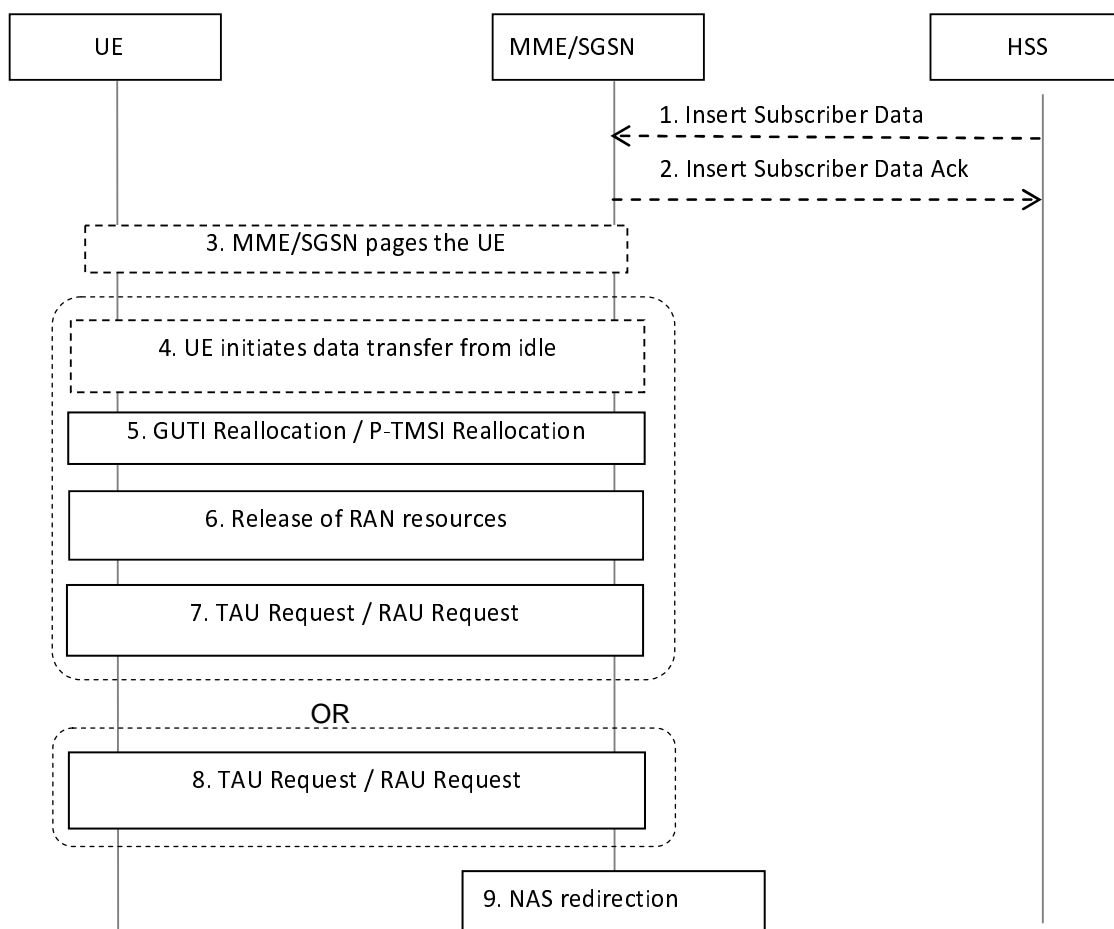 UE
MME/SGSN
HSS
1. Insert Subscriber Data
2. Insert Subscriber Data Ack
3. MME/SGSN pages the UE
4. UE initiates data transfer from idle
5. GUTI Reallocation / P-TMSI Reallocation
6. Release of RAN resources
7. TAU Request / RAU Request
OR
8. TAU Request / RAU Request
9. NAS redirection